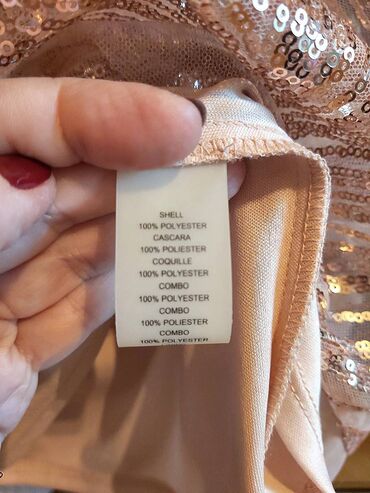 SHELL
100% POLYESTER
CASCARA
100% POLIESTER
COQUILLE
100% POLYESTER
COMBO
100% POLYESTER
COMBO
100% POLIESTER
COMBO
100% POLYESTER